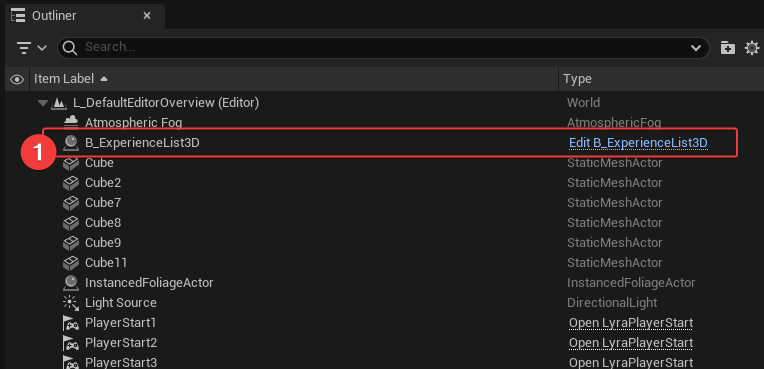 Outliner
Search...
Item Label Type
L_DefaultEditorOverview (Editor) World
Atmospheric Fog AtmosphericFog
1 B_ExperienceList3D Edit B_ExperienceList3D
Cube StaticMeshActor
Cube2 StaticMeshActor
Cube7 StaticMeshActor
Cube8 StaticMeshActor
Cube9 StaticMeshActor
Cube11 StaticMeshActor
InstancedFoliageActor InstancedFoliageActor
Light Source DirectionalLight
PlayerStart1 Open LyraPlayerStart
PlayerStart2 Open LyraPlayerStart
PlayerStart3 Open LyraPlayerStart